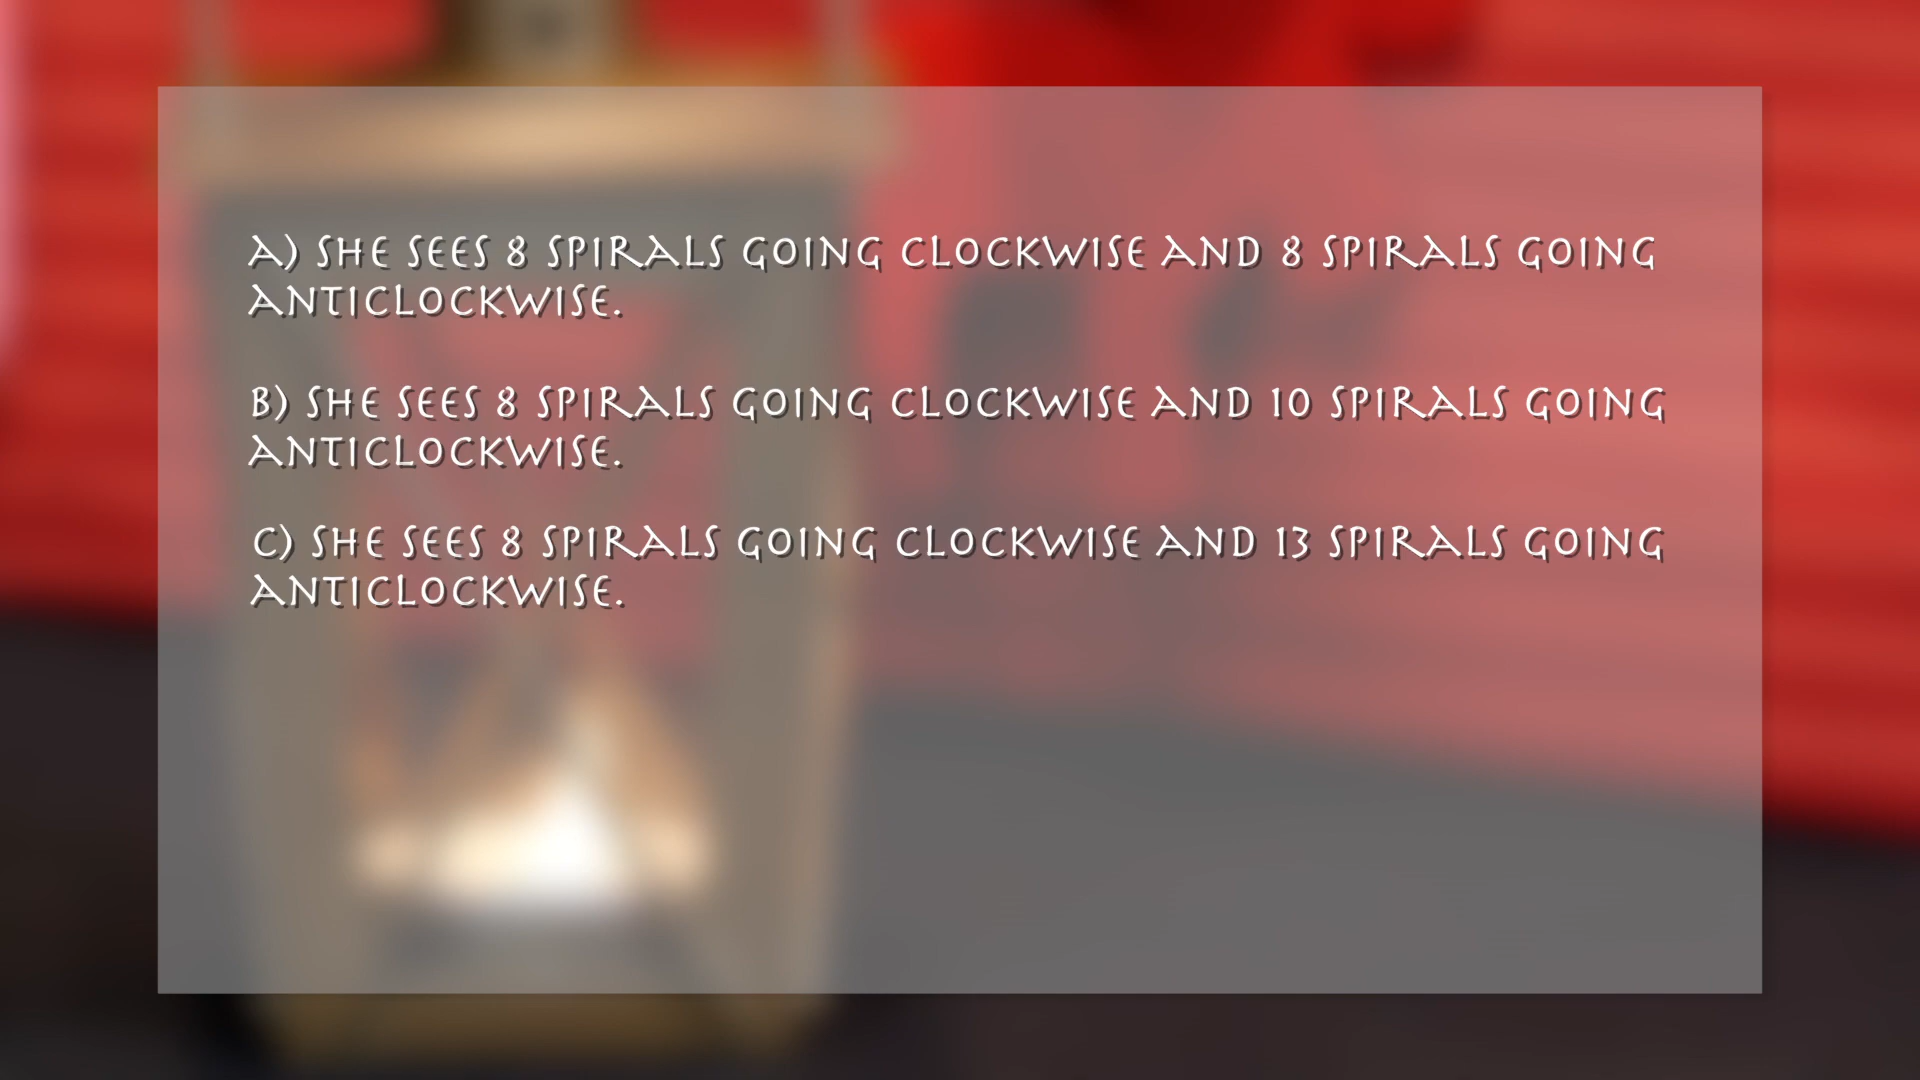 A) SHE SEES 8 SPIRALS GOING CLOCKWISE AND 8 SPIRALS GOING
ANTICLOCKWISE.
B) SHE SEES 8 SPIRALS GOING CLOCKWISE AND 10 SPIRALS GOING
ANTICLOCKWISE.
C) SHE SEES 8 SPIRALS GOING CLOCKWISE AND 13 SPIRALS GOING
ANTICLOCKWISE.